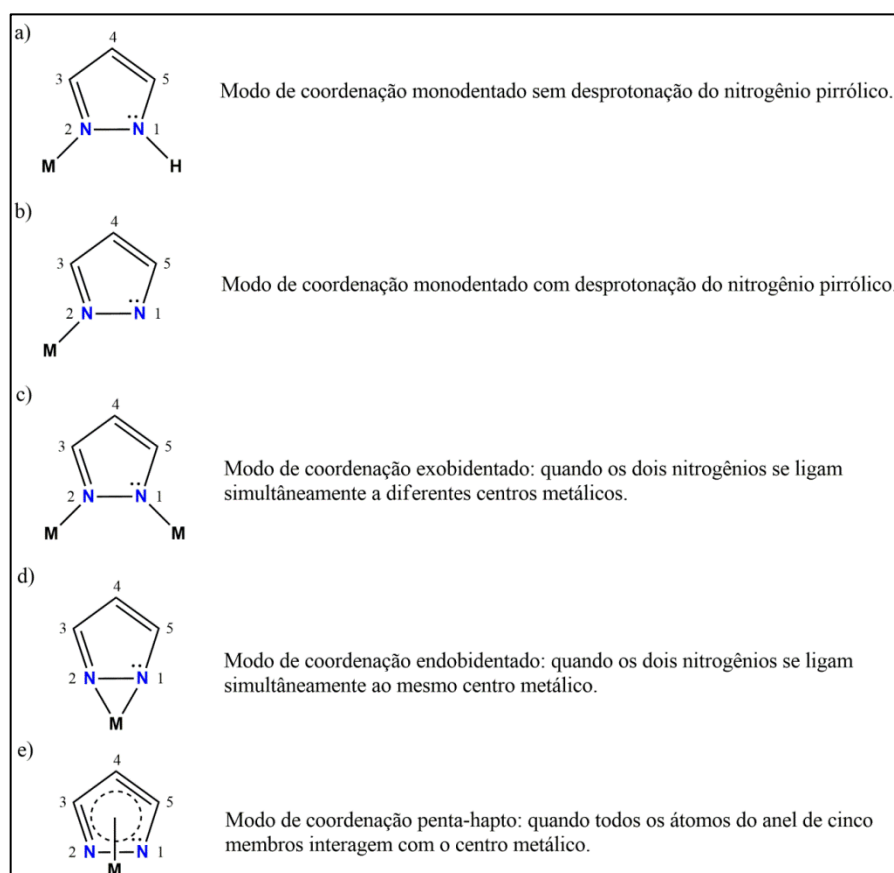 a)
4
3
5
2 N N 1
M
H
Modo de coordenação monodentado sem desprotonação do nitrogênio pirrólico.
b)
4
3
5
2 N N 1
M
Modo de coordenação monodentado com desprotonação do nitrogênio pirrólico.
c)
4
3
5
2 N N 1
M
M
Modo de coordenação exobidentado: quando os dois nitrogênios se ligam
simultâneamente a diferentes centros metálicos.
d)
4
3
5
2 N N 1
M
Modo de coordenação endobidentado: quando os dois nitrogênios se ligam
simultâneamente ao mesmo centro metálico.
e)
4
3
5
2 N N 1
M
Modo de coordenação penta-hapto: quando todos os átomos do anel de cinco
membros interagem com o centro metálico.